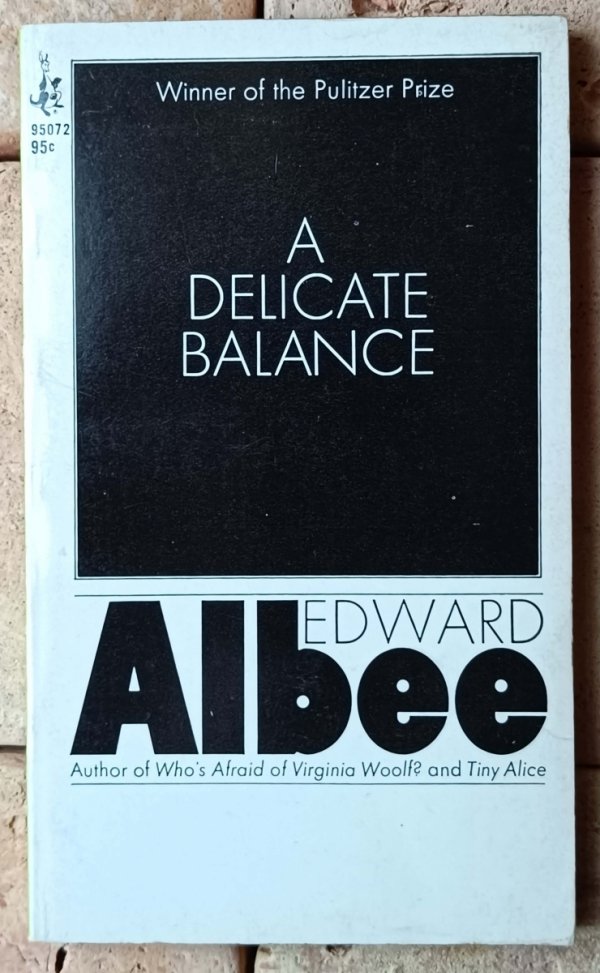 95072
95c
Winner of the Pulitzer Prize
A
DELICATE
BALANCE
EDWARD
Albee
Author of Who's Afraid of Virginia Woolf? and Tiny Alice